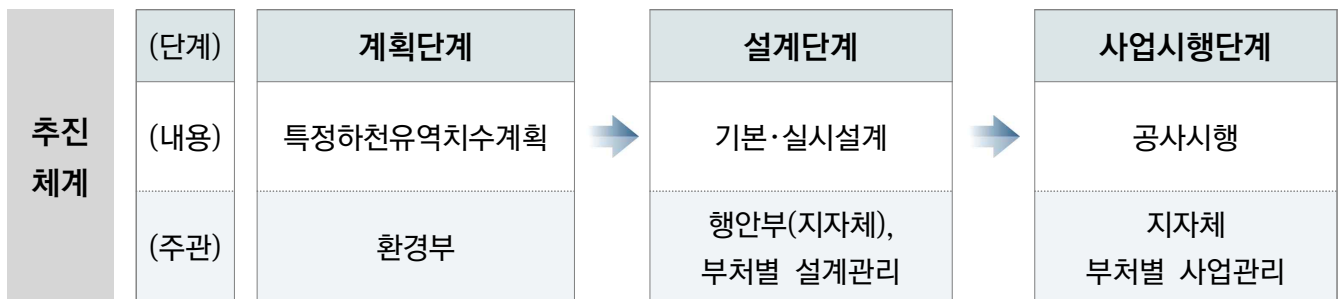 추진
체계
(단계)
계획단계
설계단계
사업시행단계
(내용)
특정하천유역치수계획
기본·실시설계
공사시행
(주관)
환경부
행안부(지자체),
부처별 설계관리
지자체
부처별 사업관리